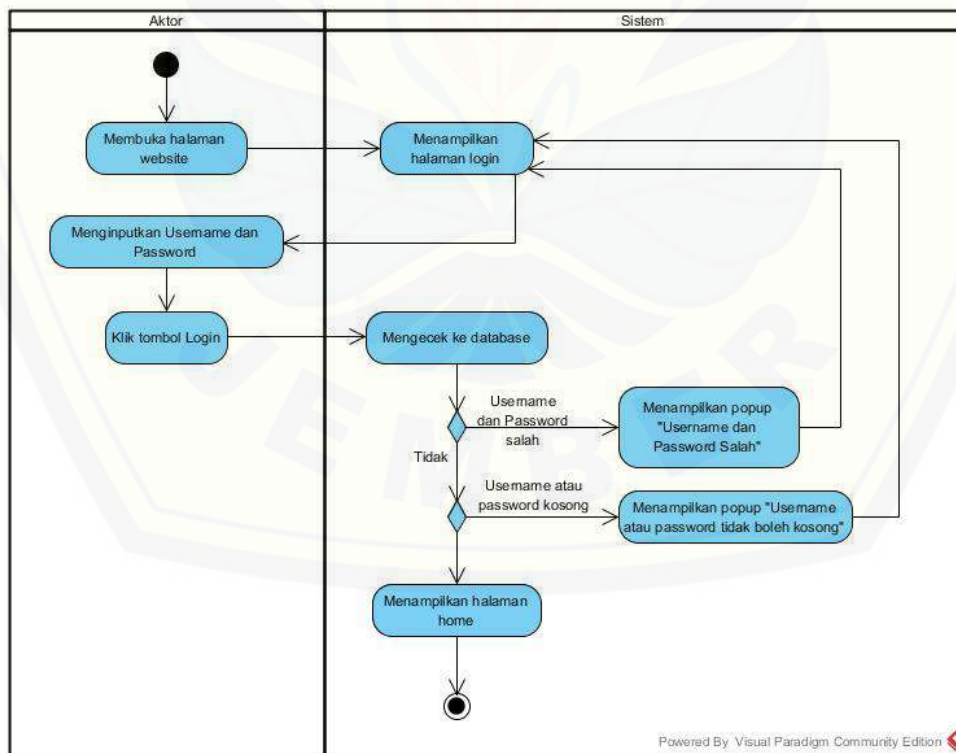 Aktor
Sistem
Membuka halaman
website
Menampilkan
halaman login
Menginputkan Username dan
Password
Klik tombol Login
Mengecek ke database
Username
dan Password
salah
Menampilkan popup
"Username dan
Password Salah"
Tidak
Username atau
password kosong
Menampilkan popup "Username
atau password tidak boleh kosong"
Menampilkan halaman
home
JEMBER
Powered By Visual Paradigm Community Edition